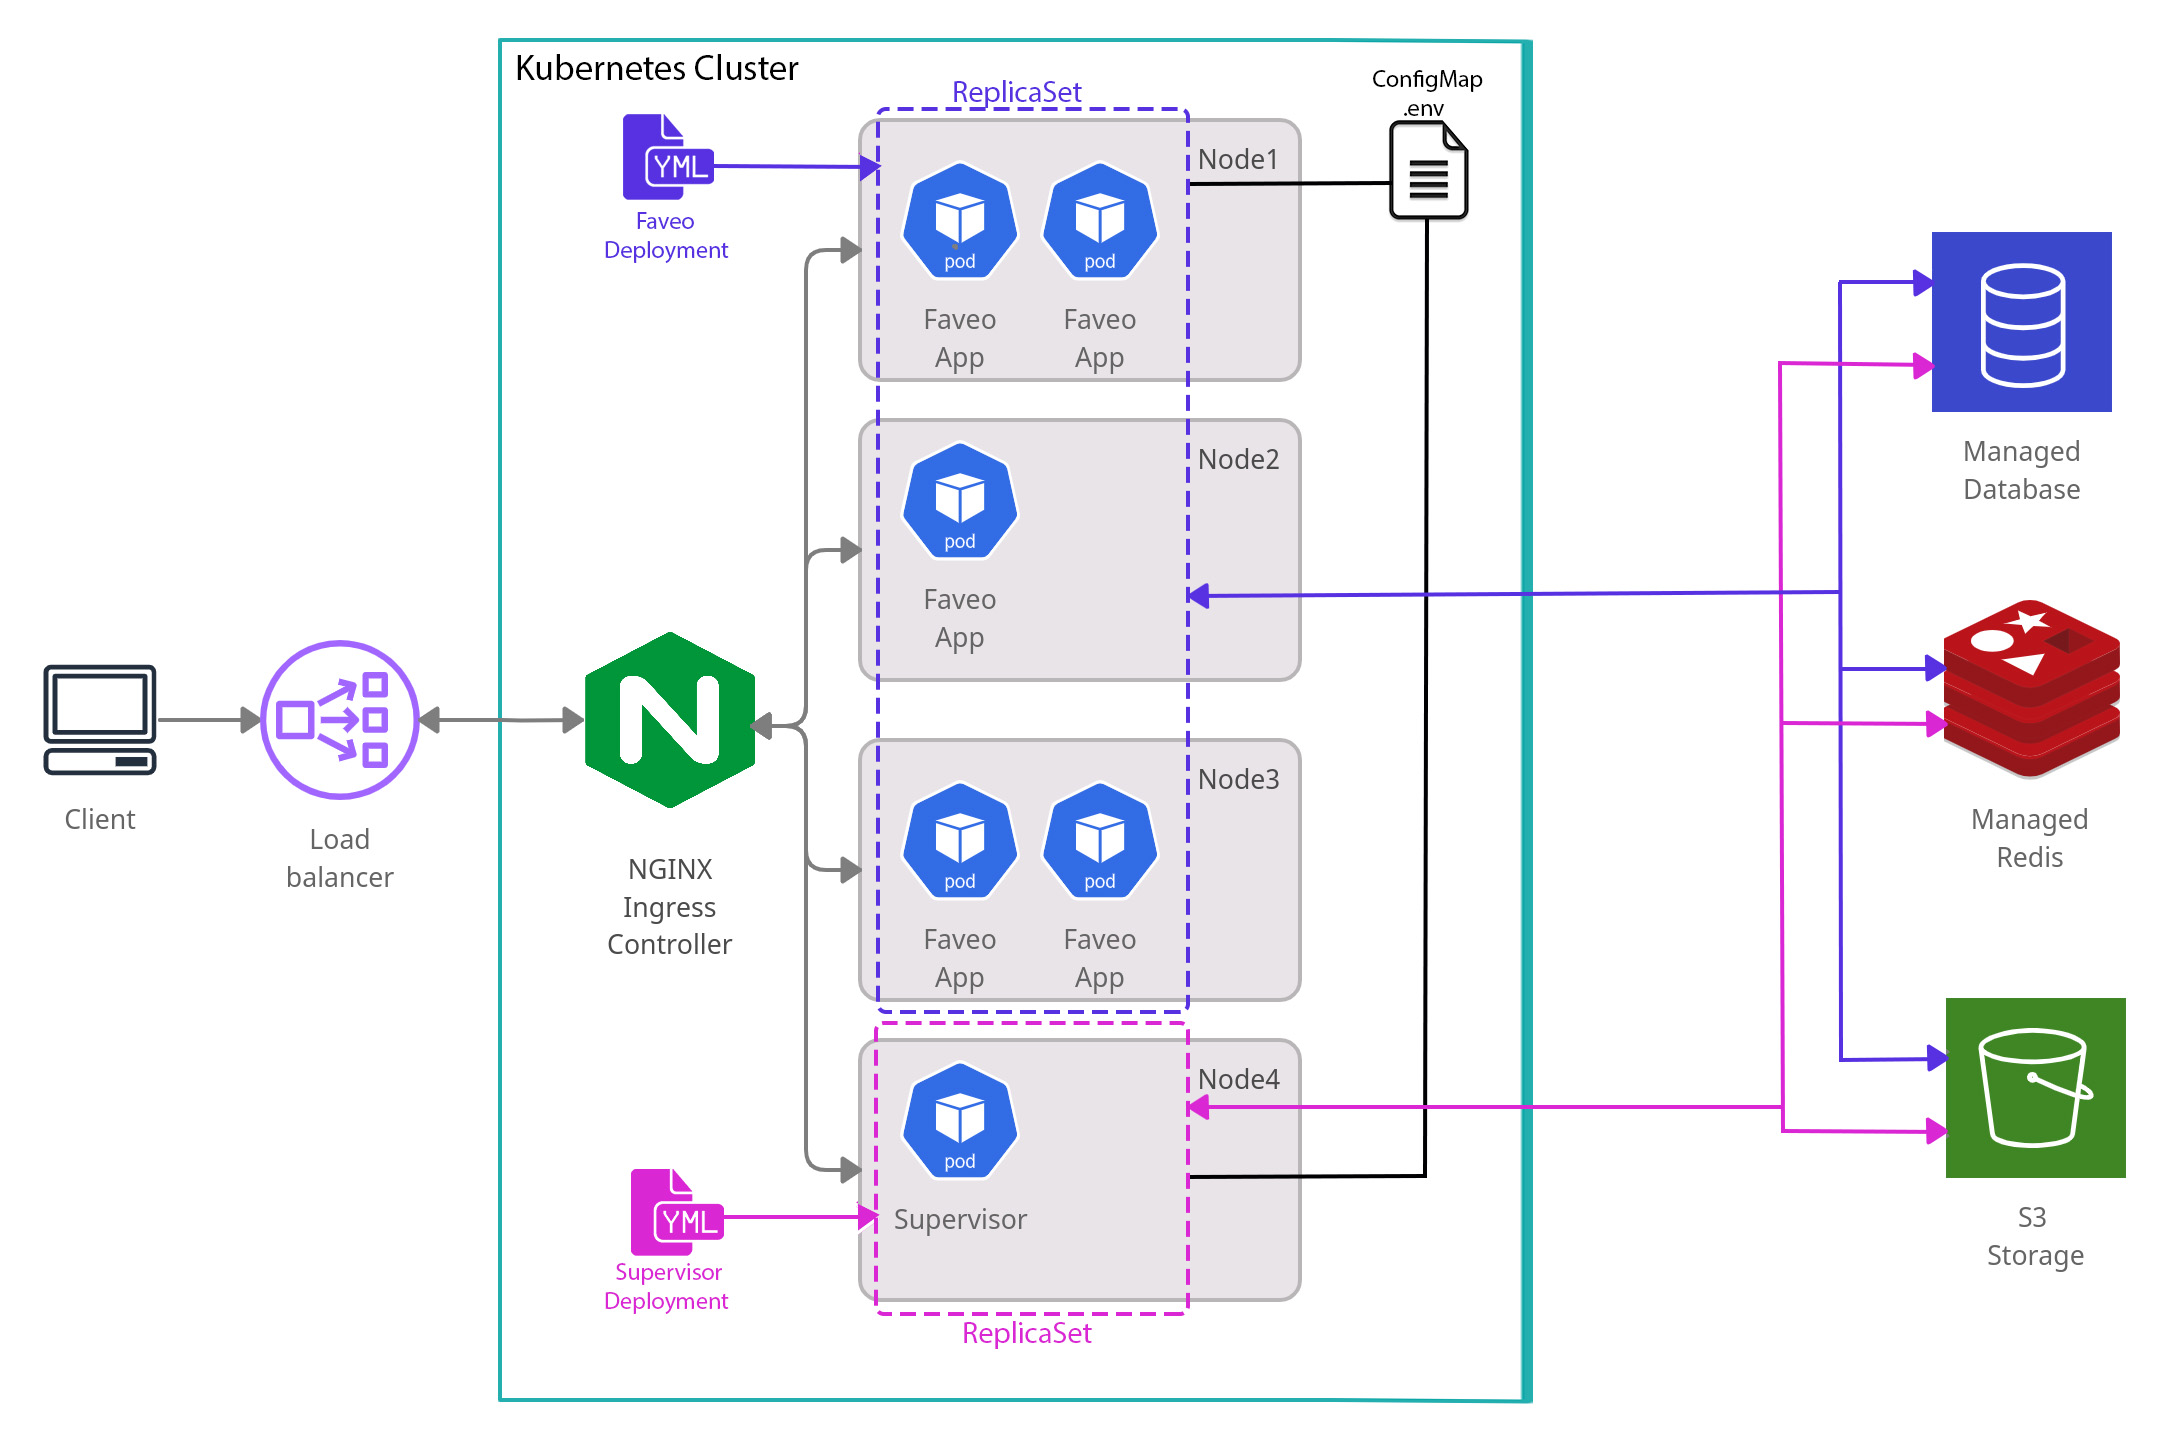 Kubernetes Cluster
ReplicaSet
ConfigMap
.env
YML
Faveo
Deployment
Node1
pod
pod
Faveo
App
Faveo
App
Node2
pod
Faveo
App
Node3
pod
pod
Faveo
App
Faveo
App
Node4
pod
Supervisor
YML
Supervisor
Deployment
ReplicaSet
Client
Load
balancer
N
NGINX
Ingress
Controller
Managed
Database
Managed
Redis
S3
Storage